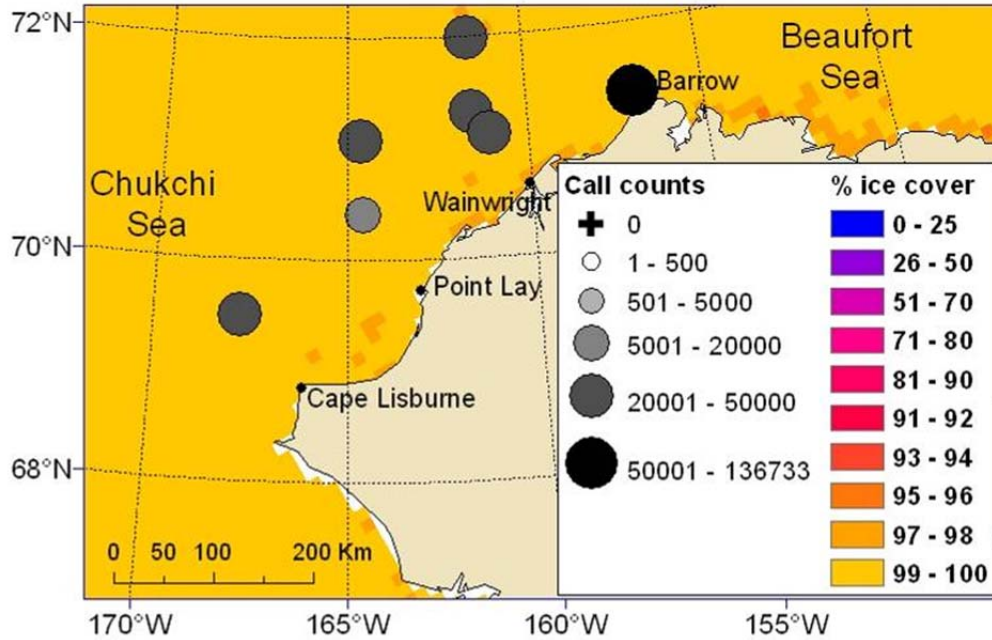 72°N
70°N
68°N
Beaufort
Sea
Barrow
Chukchi
Sea
Wainwright
Point Lay
Cape Lisburne
0 50 100 200 Km
170°W 165°W 160°W 155°W
Call counts
0
1 - 500
501 - 5000
5001 - 20000
20001 - 50000
50001 - 136733
% ice cover
0 - 25
26 - 50
51 - 70
71 - 80
81 - 90
91 - 92
93 - 94
95 - 96
97 - 98
99 - 100